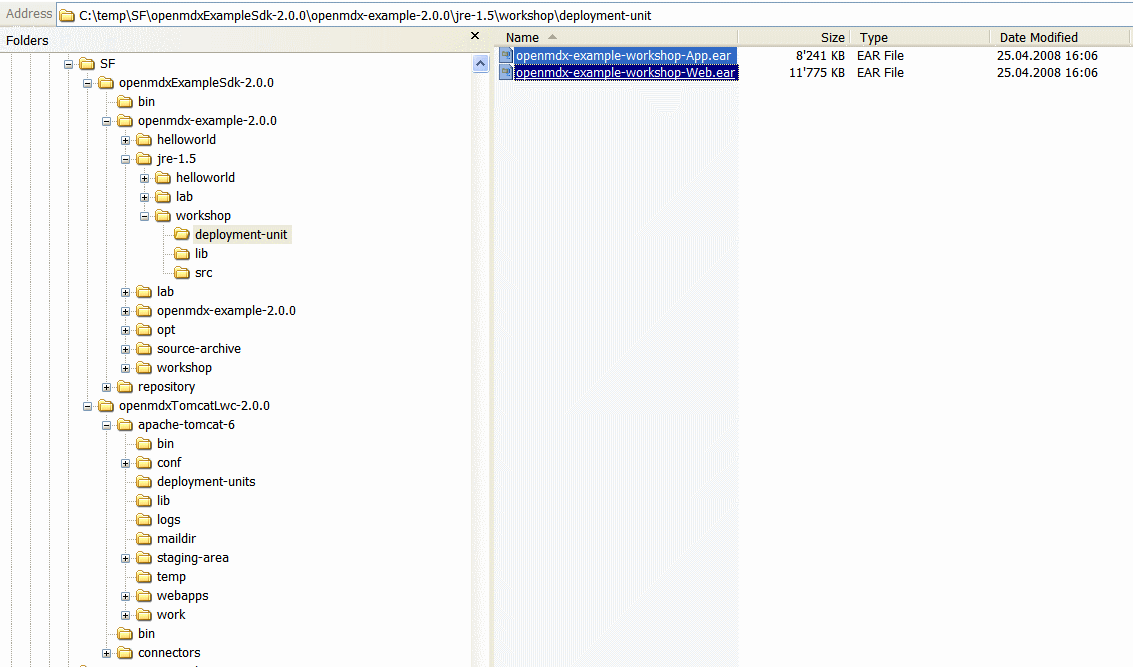 Address C:\temp\SF\openmdxExampleSdk-2.0.0\openmdx-example-2.0.0\jre-1.5\workshop\deployment-unit
Folders
SF
openmdxExampleSdk-2.0.0
bin
openmdx-example-2.0.0
helloworld
jre-1.5
helloworld
lab
workshop
deployment-unit
lib
src
lab
openmdx-example-2.0.0
opt
source-archive
workshop
repository
openmdxTomcatLwc-2.0.0
apache-tomcat-6
bin
conf
deployment-units
lib
logs
maildir
staging-area
temp
webapps
work
bin
connectors
Name Size Type Date Modified
openmdx-example-workshop-App.ear 8'241 KB EAR File 25.04.2008 16:06
openmdx-example-workshop-Web.ear 11'775 KB EAR File 25.04.2008 16:06